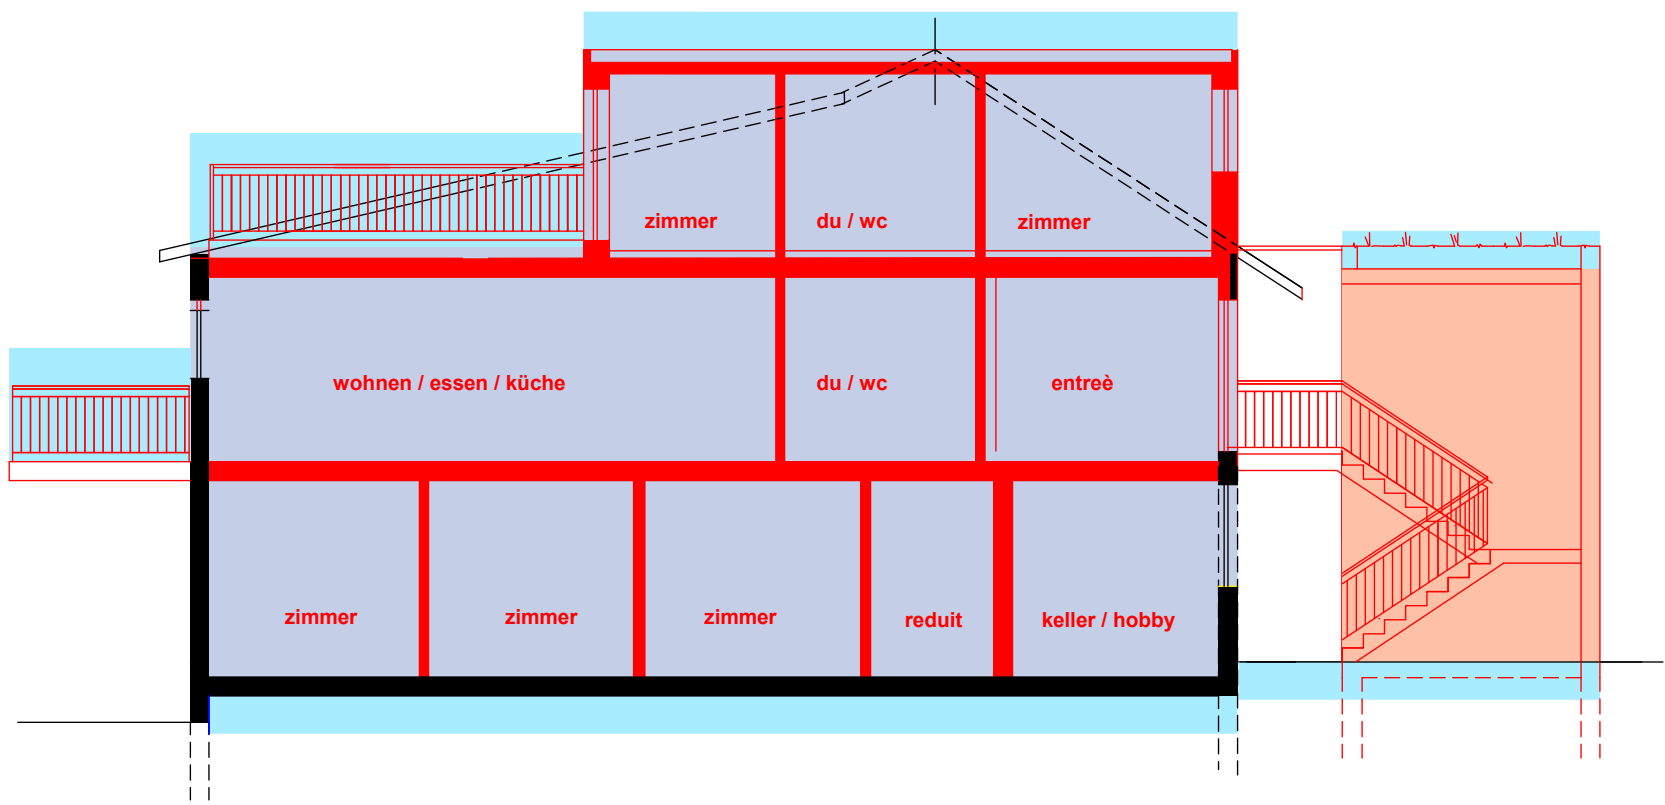 zimmer
du / wc
zimmer
wohnen / essen / küche
du / wc
entreè
zimmer
zimmer
zimmer
reduit
keller / hobby